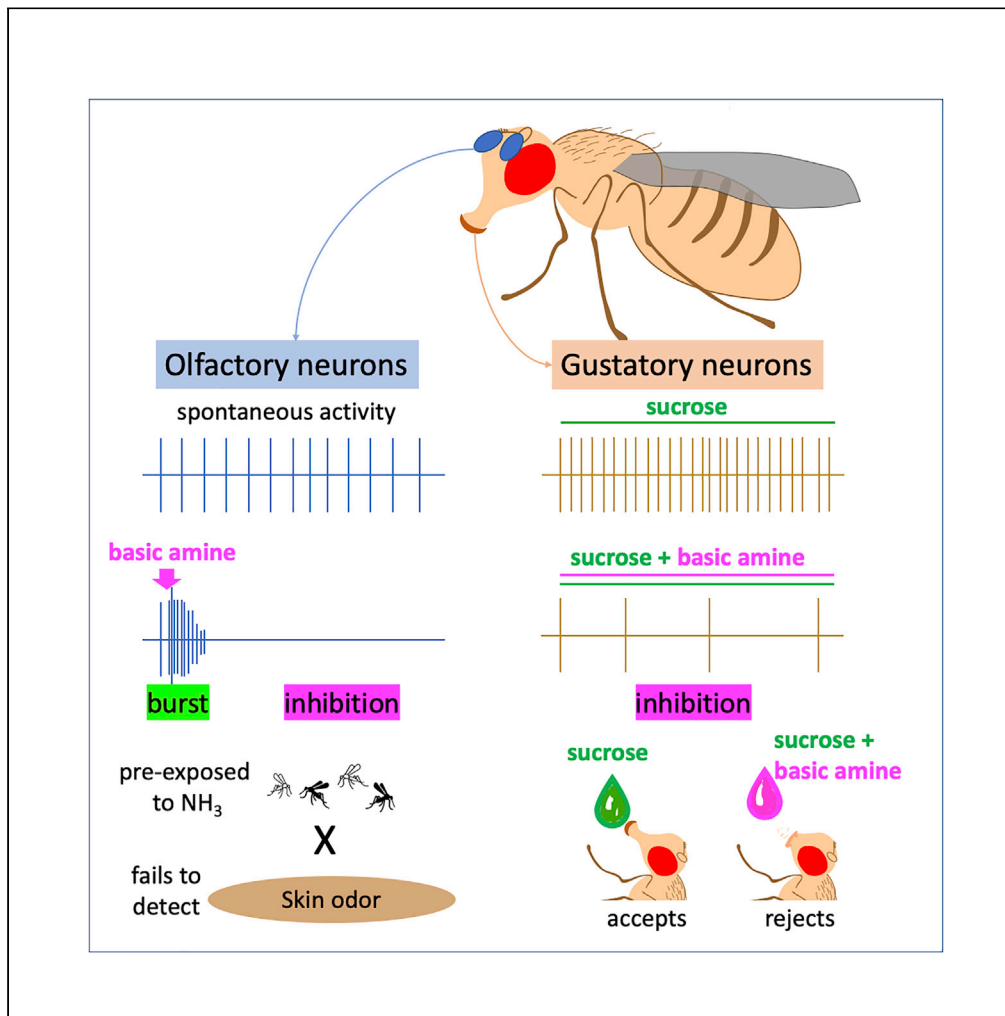 Olfactory neurons
spontaneous activity
basic amine
burst
inhibition
pre-exposed
to NH₃
X
fails to
detect
Skin odor
Gustatory neurons
sucrose
sucrose + basic amine
inhibition
sucrose
sucrose +
basic amine
accepts
rejects